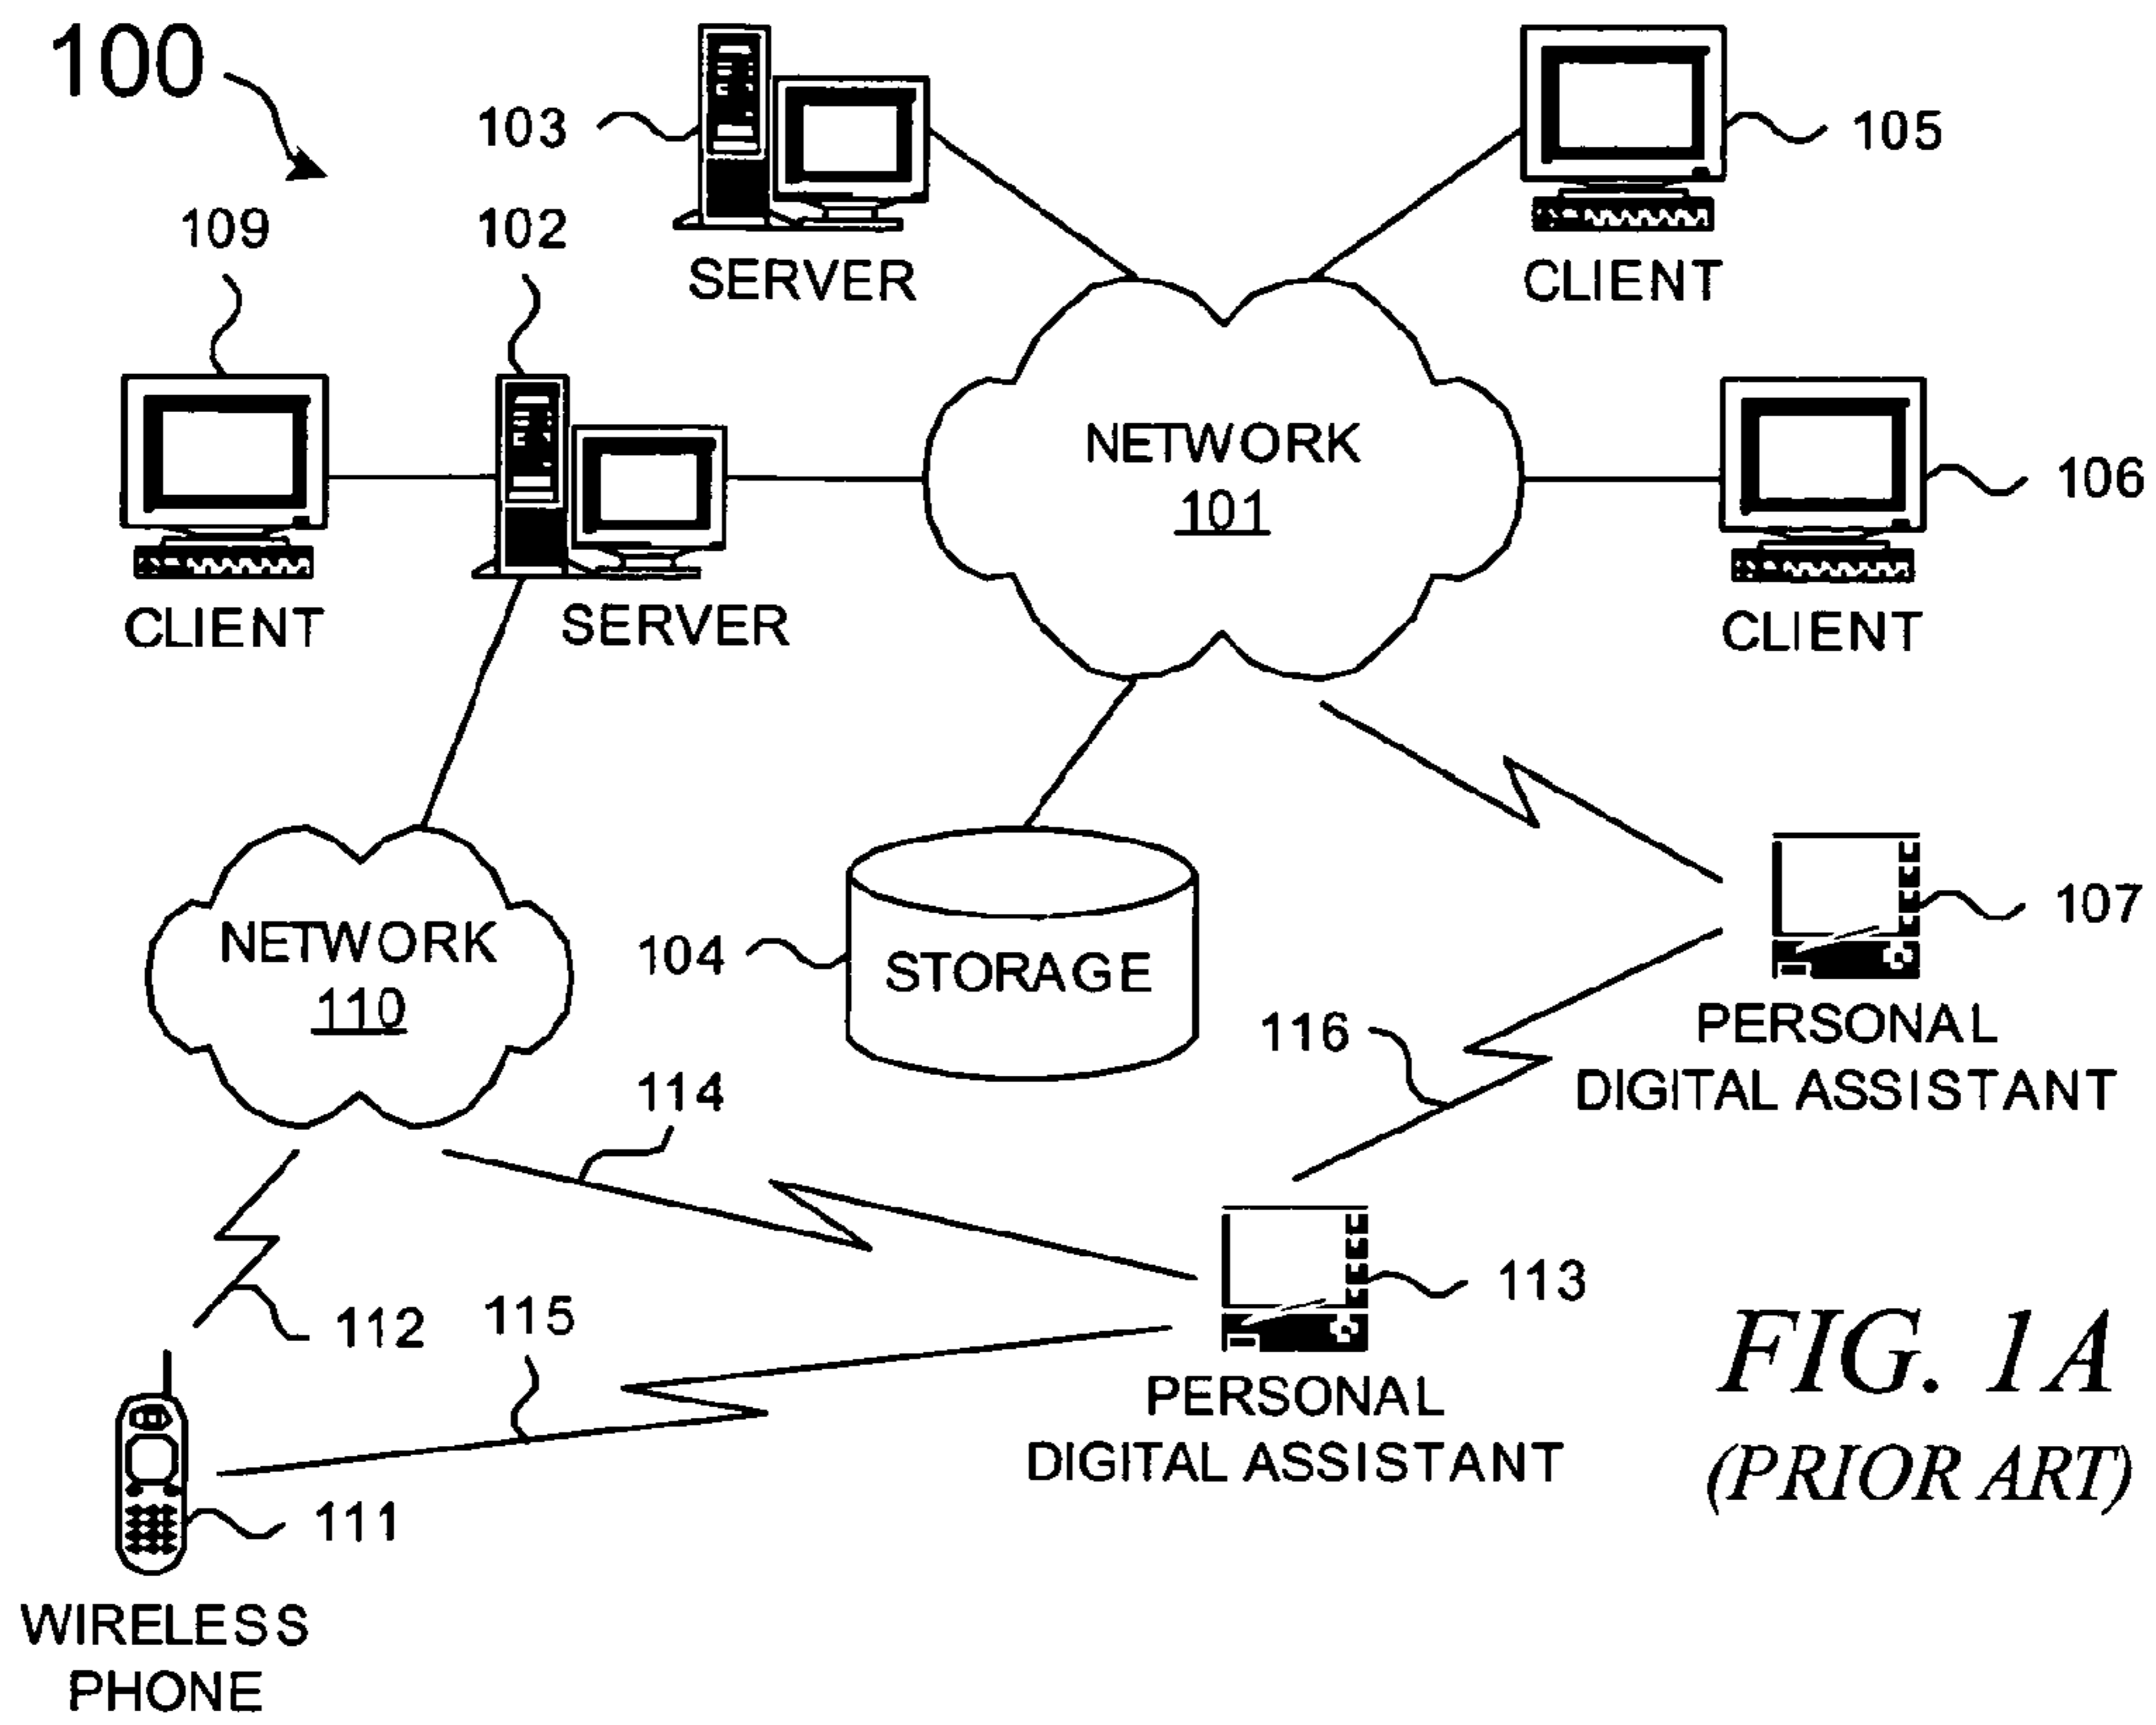 100
103
105
109
102
SERVER
CLIENT
NETWORK
101
106
CLIENT
SERVER
CLIENT
NETWORK
110
104
STORAGE
107
116
PERSONAL
DIGITAL ASSISTANT
114
113
112
115
PERSONAL
DIGITAL ASSISTANT
111
WIRELESS
PHONE
FIG. 1A
(PRIOR ART)